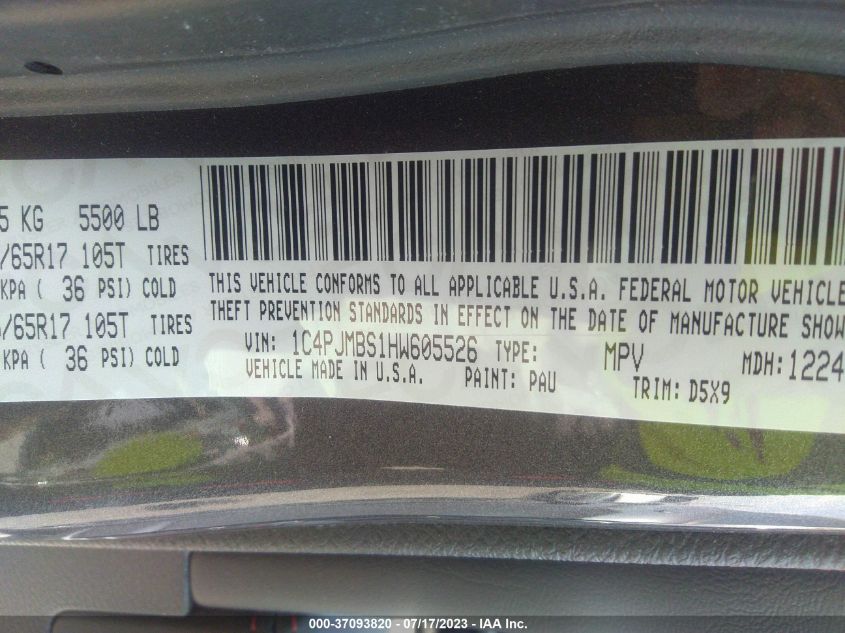 5 KG 5500 LB
/65R17 105T TIRES
KPA ( 36 PSI) COLD
/65R17 105T TIRES
KPA ( 36 PSI) COLD
THIS VEHICLE CONFORMS TO ALL APPLICABLE U.S.A. FEDERAL MOTOR VEHICLE
THEFT PREVENTION STANDARDS IN EFFECT ON THE DATE OF MANUFACTURE SHOW
VIN: 1C4PJMBS1HW605526 TYPE: MPV MDH: 1224
VEHICLE MADE IN U.S.A. PAINT: PAU TRIM: D5X9
000-37093820 - 07/17/2023 - IAA Inc.